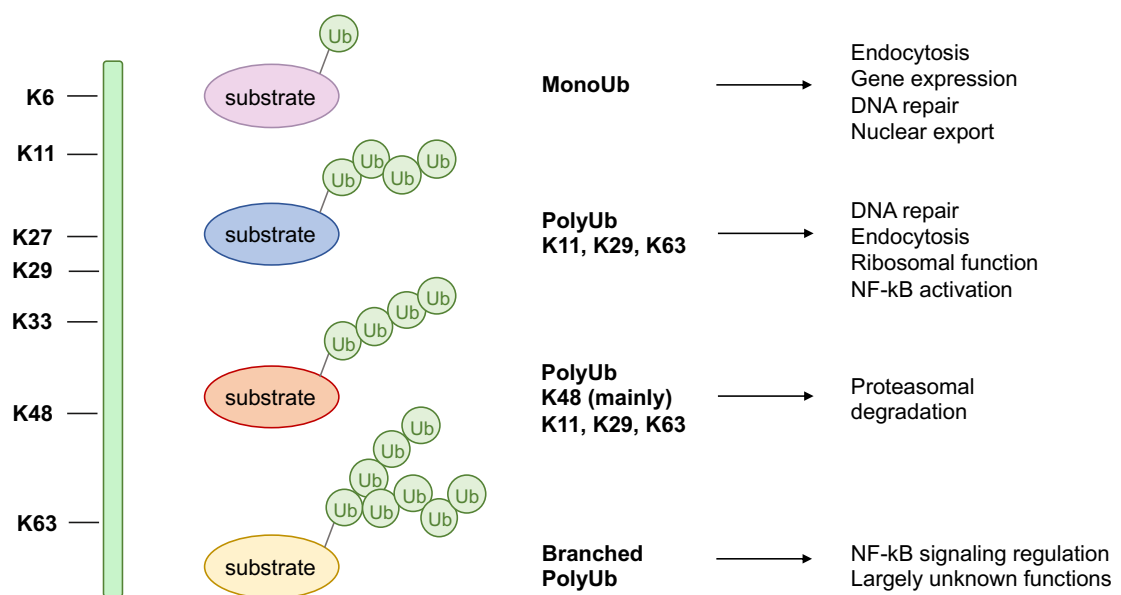 K6
K11
K27
K29
K33
K48
K63
Ub
substrate
MonoUb
Endocytosis
Gene expression
DNA repair
Nuclear export
Ub Ub Ub Ub
substrate
PolyUb
K11, K29, K63
DNA repair
Endocytosis
Ribosomal function
NF-kB activation
Ub Ub Ub Ub
substrate
PolyUb
K48 (mainly)
K11, K29, K63
Proteasomal
degradation
Ub
Ub
Ub
Ub Ub Ub Ub Ub
substrate
Branched
PolyUb
NF-kB signaling regulation
Largely unknown functions